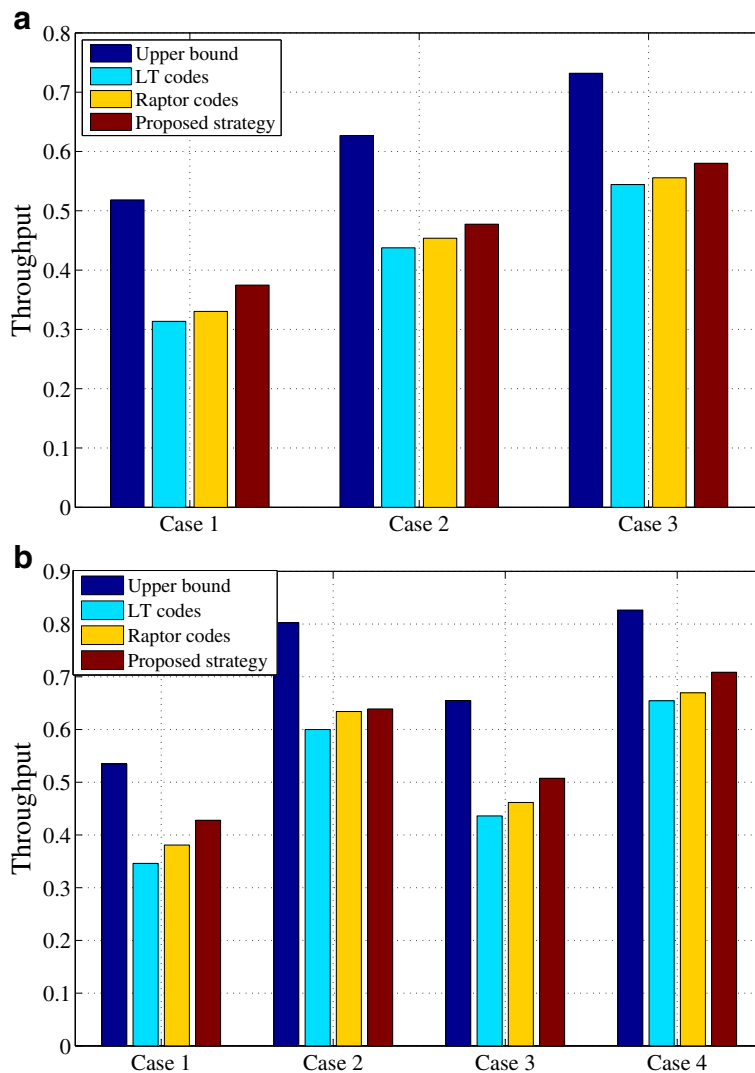 a
Throughput
0.8
0.7
0.6
0.5
0.4
0.3
0.2
0.1
0
Upper bound
LT codes
Raptor codes
Proposed strategy
Case 1 Case 2 Case 3
b
Throughput
0.9
0.8
0.7
0.6
0.5
0.4
0.3
0.2
0.1
0
Upper bound
LT codes
Raptor codes
Proposed strategy
Case 1 Case 2 Case 3 Case 4